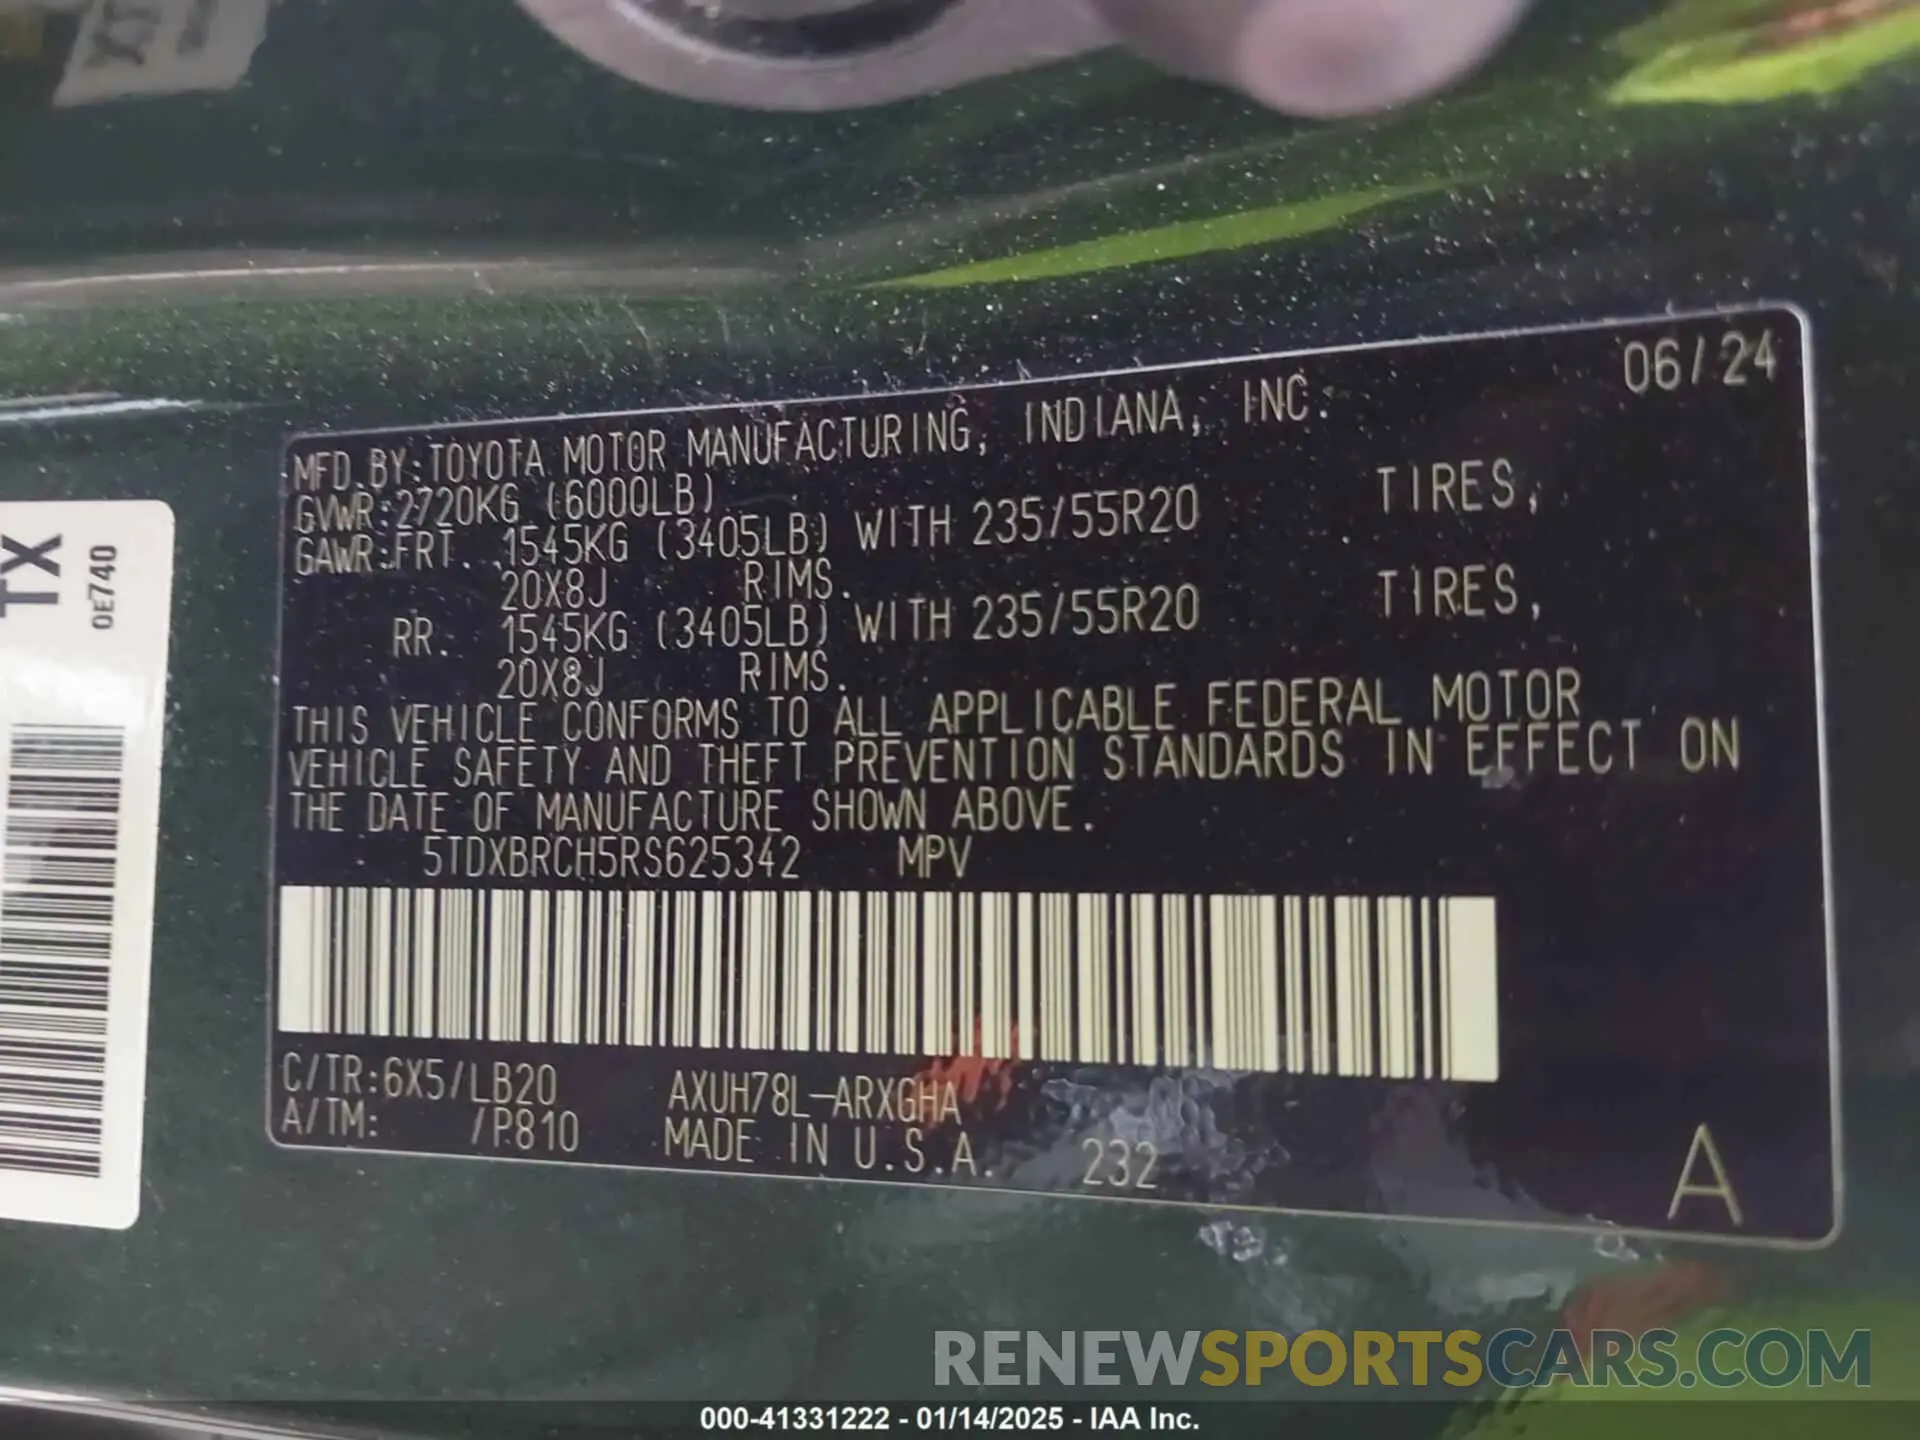 06/24
MFD. BY: TOYOTA MOTOR MANUFACTURING, INDIANA, INC.
GVWR: 2720KG (6000LB)
GAWR: FRT. 1545KG (3405LB) WITH 235/55R20 TIRES,
20X8J RIMS.
RR. 1545KG (3405LB) WITH 235/55R20 TIRES,
20X8J RIMS.
THIS VEHICLE CONFORMS TO ALL APPLICABLE FEDERAL MOTOR
VEHICLE SAFETY AND THEFT PREVENTION STANDARDS IN EFFECT ON
THE DATE OF MANUFACTURE SHOWN ABOVE.
5TDXBRCH5RS625342 MPV
C/TR: 6X5/LB20 AXUH78L-ARXGHA
A/TM: /P810 MADE IN U.S.A. 232
A
TX
0E740
RENEWSPORTSCARS.COM
000-41331222 - 01/14/2025 - IAA Inc.